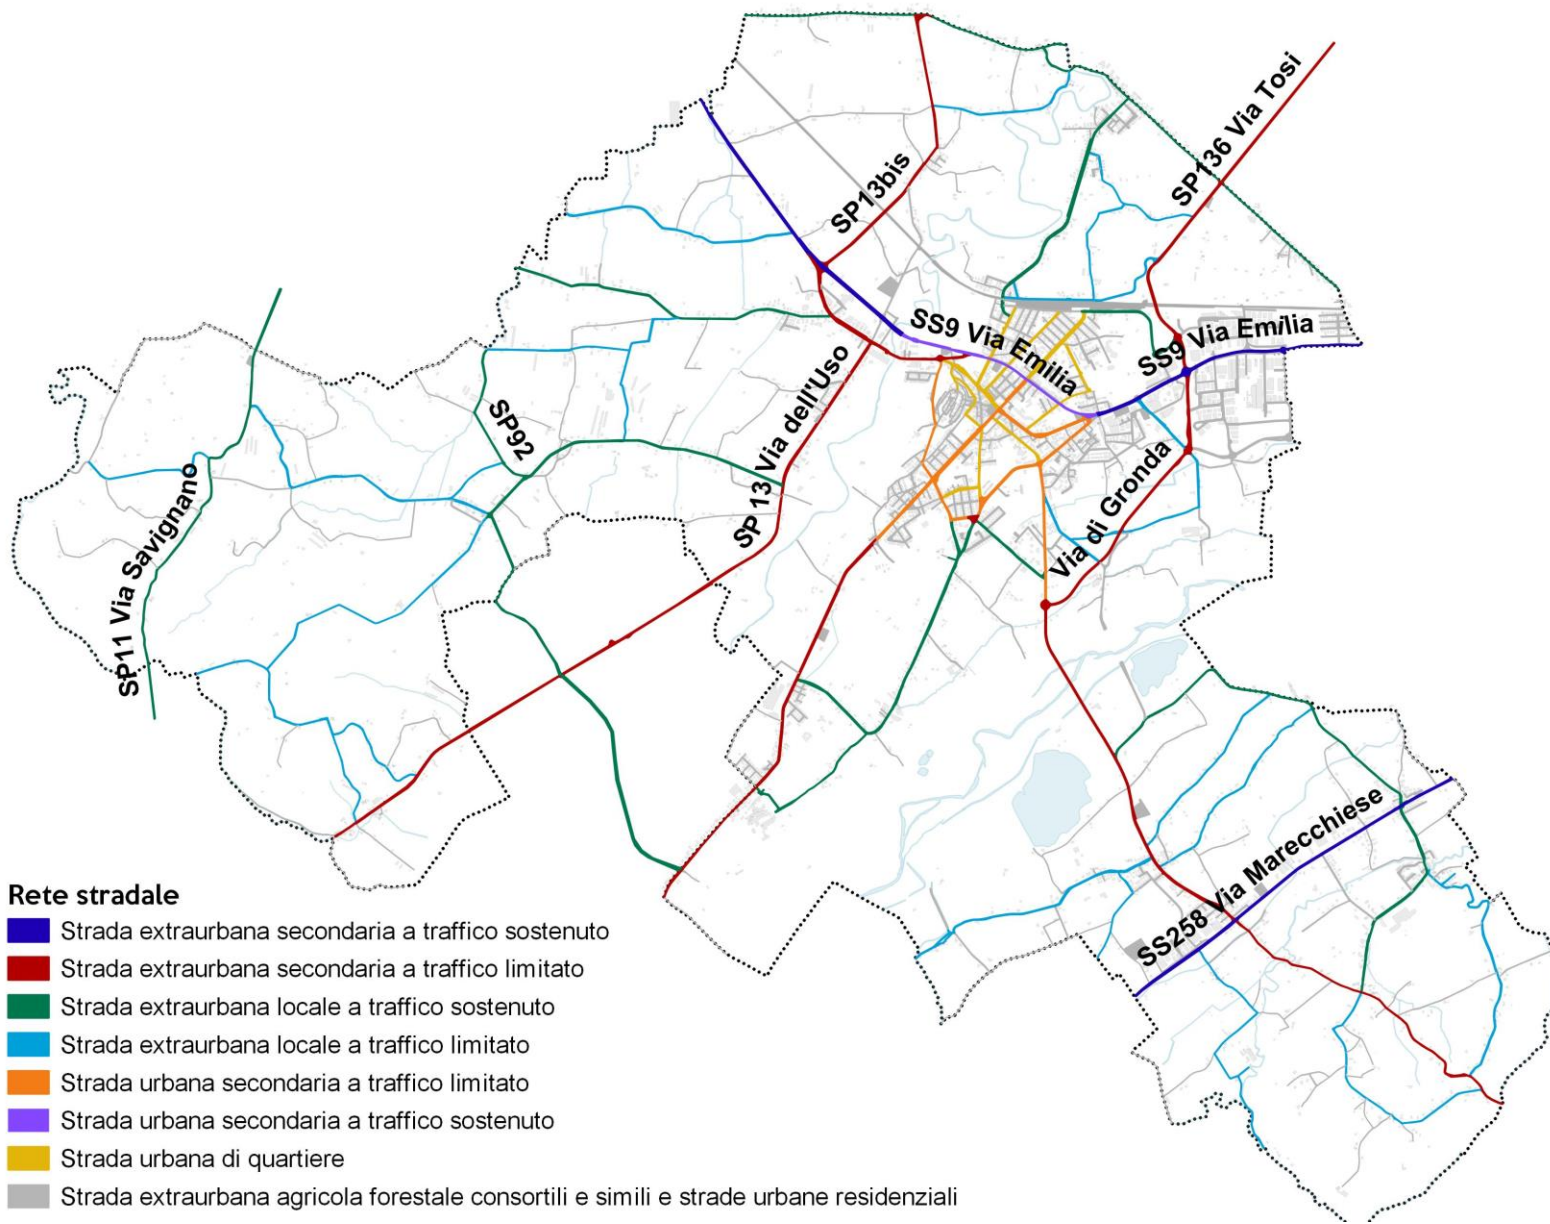 SP136 Via Tosi
SP13bis
SS9 Via Emilia
SS9 Via Emilia
SP 13 Via dell'Uso
SP92
SP11 Via Savignano
Via di Gronda
SS258 Via Marecchiese
Rete stradale
Strada extraurbana secondaria a traffico sostenuto
Strada extraurbana secondaria a traffico limitato
Strada extraurbana locale a traffico sostenuto
Strada extraurbana locale a traffico limitato
Strada urbana secondaria a traffico limitato
Strada urbana secondaria a traffico sostenuto
Strada urbana di quartiere
Strada extraurbana agricola forestale consortili e simili e strade urbane residenziali